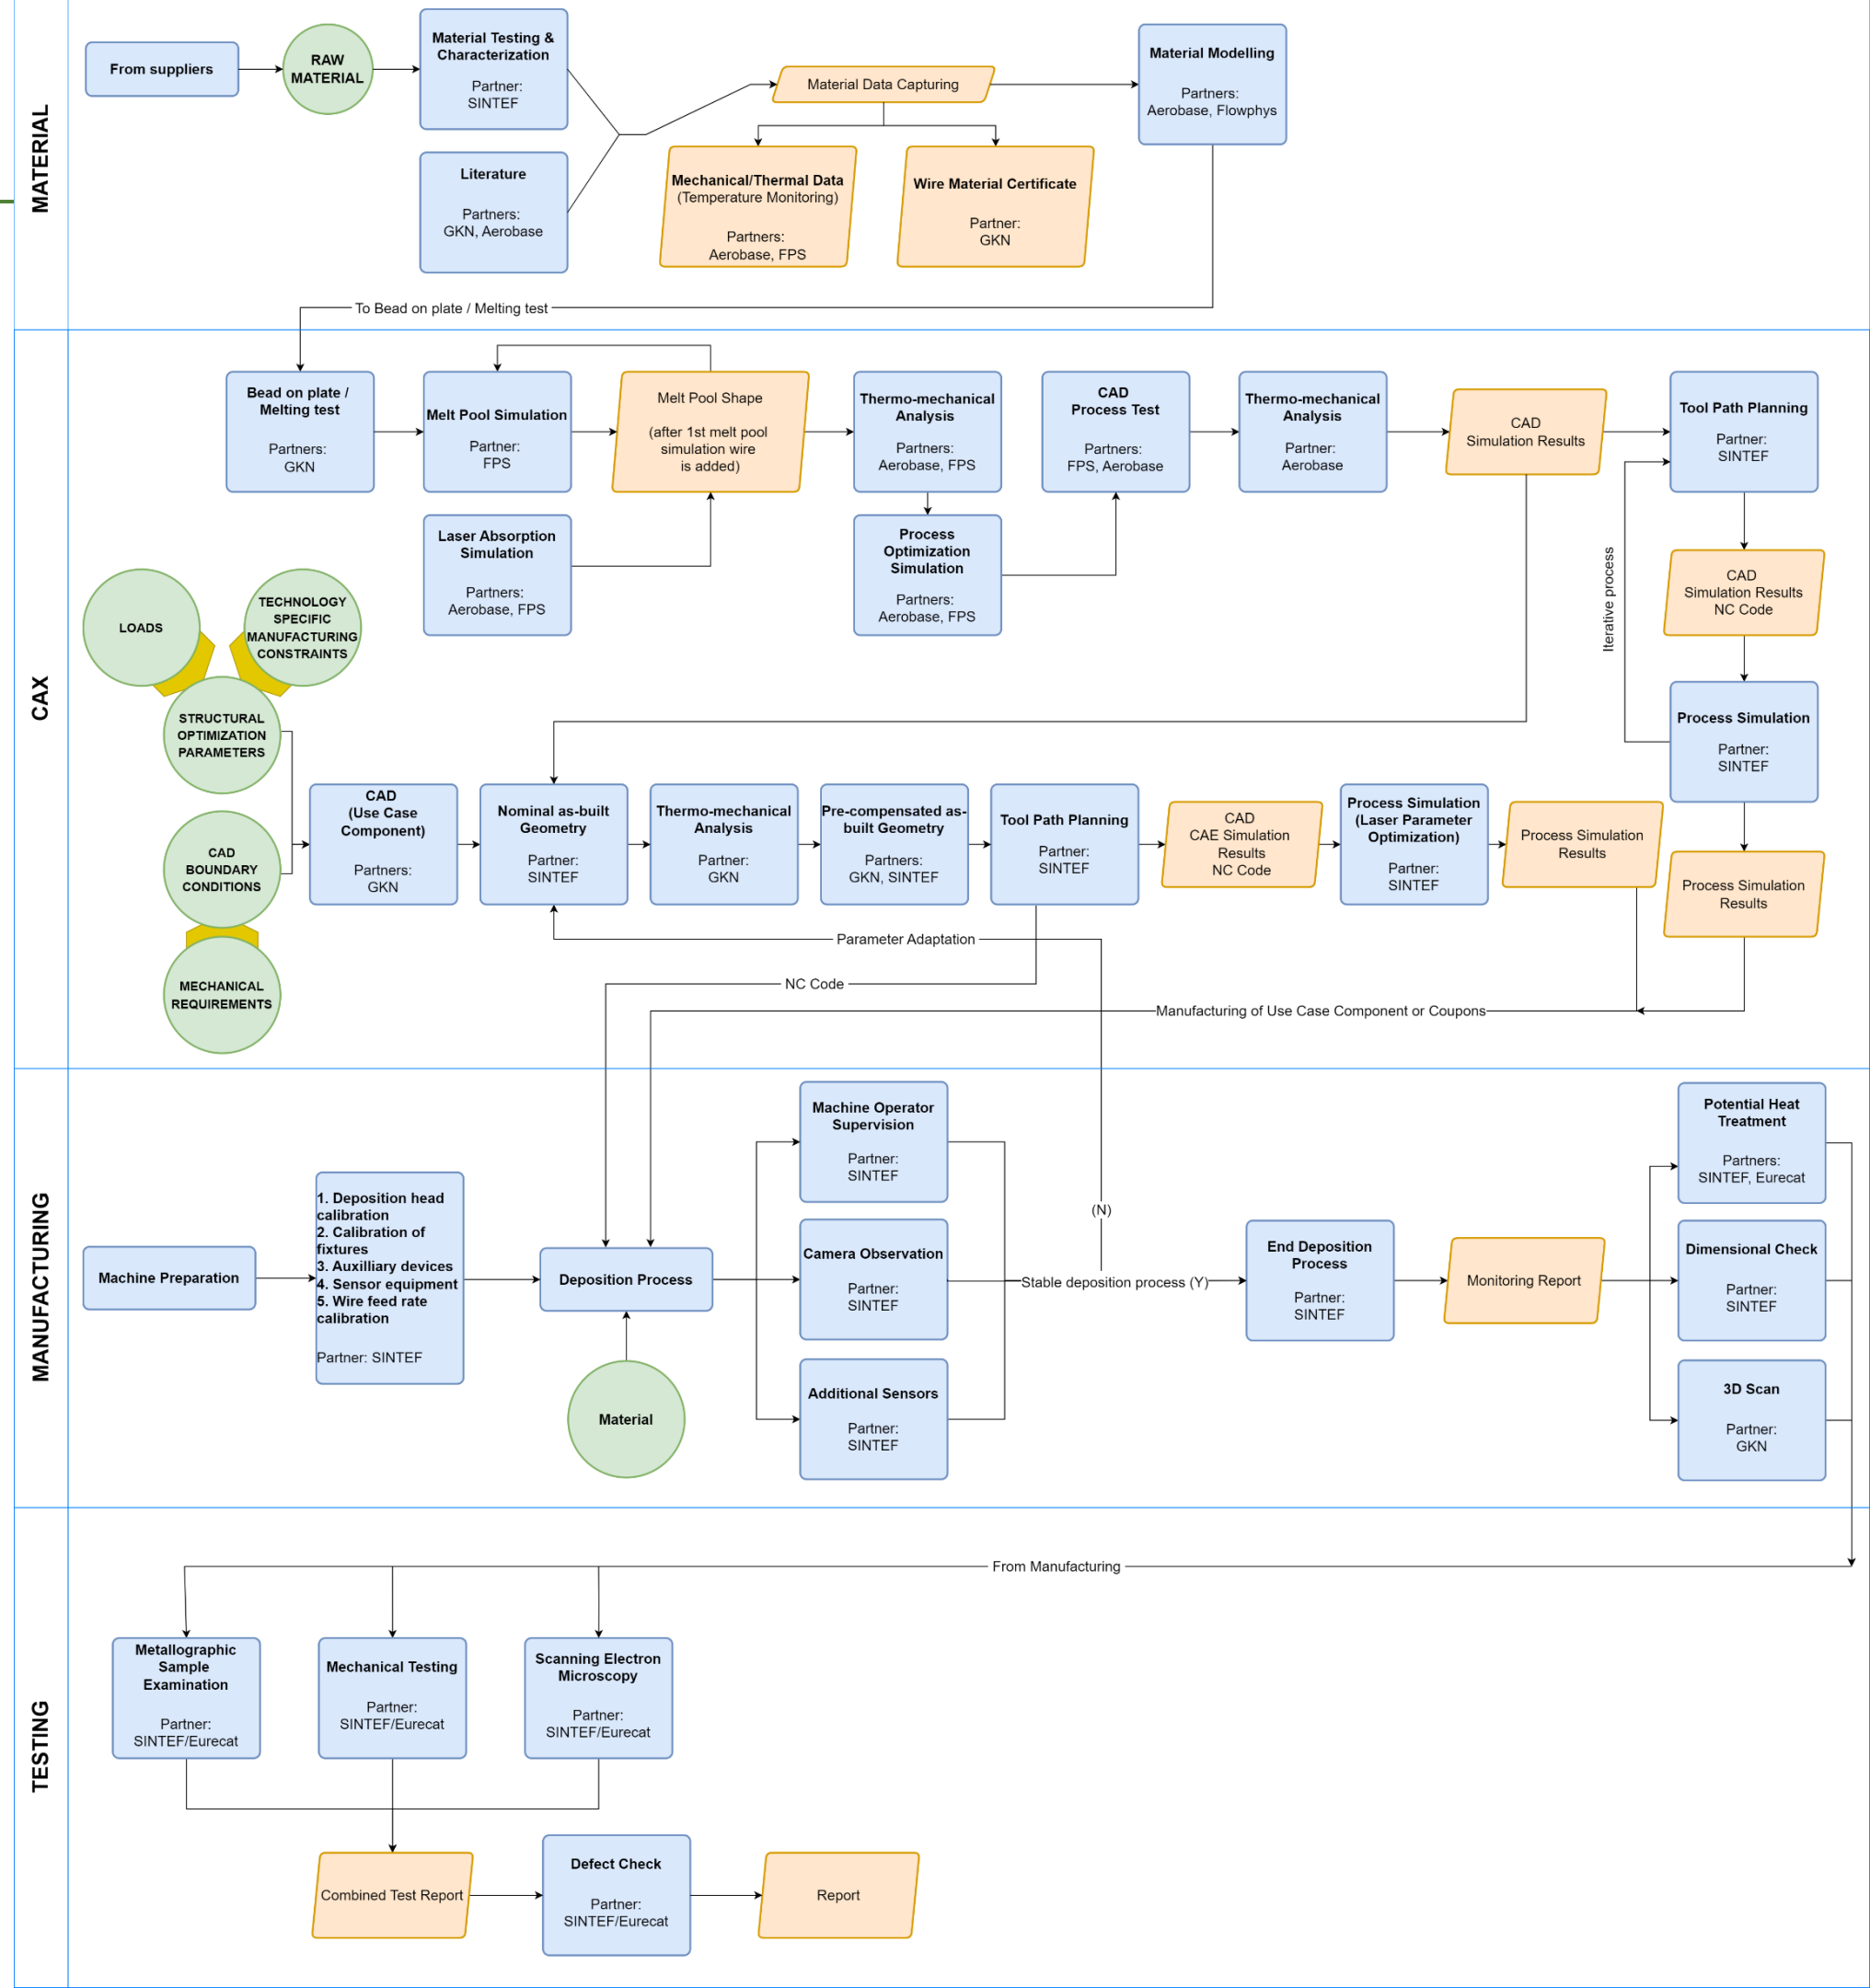 MATERIAL
From suppliers
RAW
MATERIAL
Material Testing &
Characterization
Partner:
SINTEF
Literature
Partners:
GKN, Aerobase
Material Data Capturing
Mechanical/Thermal Data
(Temperature Monitoring)
Partners:
Aerobase, FPS
Wire Material Certificate
Partner:
GKN
Material Modelling
Partners:
Aerobase, Flowphys
To Bead on plate / Melting test
CAX
Bead on plate /
Melting test
Partners:
GKN
Melt Pool Simulation
Partner:
FPS
Melt Pool Shape
(after 1st melt pool
simulation wire
is added)
Thermo-mechanical
Analysis
Partners:
Aerobase, FPS
CAD
Process Test
Partners:
FPS, Aerobase
Thermo-mechanical
Analysis
Partner:
Aerobase
CAD
Simulation Results
Tool Path Planning
Partner:
SINTEF
Laser Absorption
Simulation
Partners:
Aerobase, FPS
Process
Optimization
Simulation
Partners:
Aerobase, FPS
Iterative process
CAD
Simulation Results
NC Code
Process Simulation
Partner:
SINTEF
LOADS
TECHNOLOGY
SPECIFIC
MANUFACTURING
CONSTRAINTS
STRUCTURAL
OPTIMIZATION
PARAMETERS
CAD
BOUNDARY
CONDITIONS
MECHANICAL
REQUIREMENTS
CAD
(Use Case
Component)
Partners:
GKN
Nominal as-built
Geometry
Partner:
SINTEF
Thermo-mechanical
Analysis
Partner:
GKN
Pre-compensated as-
built Geometry
Partners:
GKN, SINTEF
Tool Path Planning
Partner:
SINTEF
CAD
CAE Simulation
Results
NC Code
Process Simulation
(Laser Parameter
Optimization)
Partner:
SINTEF
Process Simulation
Results
Process Simulation
Results
Parameter Adaptation
NC Code
Manufacturing of Use Case Component or Coupons
MANUFACTURING
Machine Preparation
1. Deposition head
calibration
2. Calibration of
fixtures
3. Auxilliary devices
4. Sensor equipment
5. Wire feed rate
calibration
Partner: SINTEF
Deposition Process
Material
Machine Operator
Supervision
Partner:
SINTEF
Camera Observation
Partner:
SINTEF
Additional Sensors
Partner:
SINTEF
(N)
Stable deposition process (Y)
End Deposition
Process
Partner:
SINTEF
Monitoring Report
Potential Heat
Treatment
Partners:
SINTEF, Eurecat
Dimensional Check
Partner:
SINTEF
3D Scan
Partner:
GKN
TESTING
From Manufacturing
Metallographic
Sample
Examination
Partner:
SINTEF/Eurecat
Mechanical Testing
Partner:
SINTEF/Eurecat
Scanning Electron
Microscopy
Partner:
SINTEF/Eurecat
Combined Test Report
Defect Check
Partner:
SINTEF/Eurecat
Report